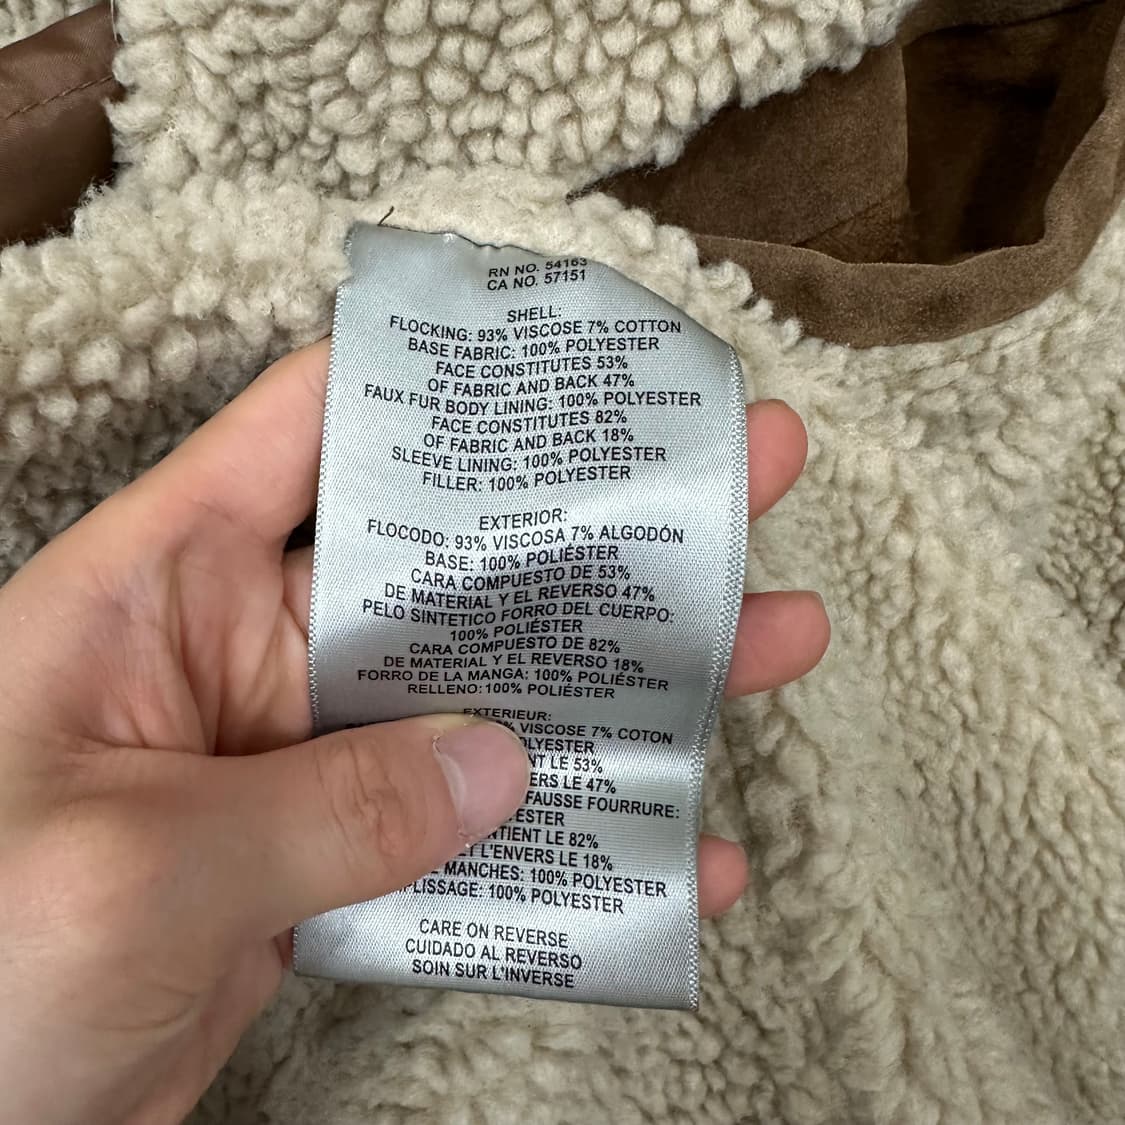 RN NO. 54163
CA NO. 57151
SHELL:
FLOCKING: 93% VISCOSE 7% COTTON
BASE FABRIC: 100% POLYESTER
FACE CONSTITUTES 53%
OF FABRIC AND BACK 47%
FAUX FUR BODY LINING: 100% POLYESTER
FACE CONSTITUTES 82%
OF FABRIC AND BACK 18%
SLEEVE LINING: 100% POLYESTER
FILLER: 100% POLYESTER
EXTERIOR:
FLOCODO: 93% VISCOSA 7% ALGODÓN
BASE: 100% POLIÉSTER
CARA COMPUESTO DE 53%
DE MATERIAL Y EL REVERSO 47%
PELO SINTETICO FORRO DEL CUERPO:
100% POLIÉSTER
CARA COMPUESTO DE 82%
DE MATERIAL Y EL REVERSO 18%
FORRO DE LA MANGA: 100% POLIÉSTER
RELLENO:100% POLIÉSTER
EXTERIEUR:
VISCOSE 7% COTON
LE 53%
LE 47%
FAUSSE FOURRURE:
LE 82%
L'ENVERS LE 18%
MANCHES: 100% POLYESTER
100% POLYESTER
CARE ON REVERSE
CUIDADO AL REVERSO
SOIN SUR L'INVERSE